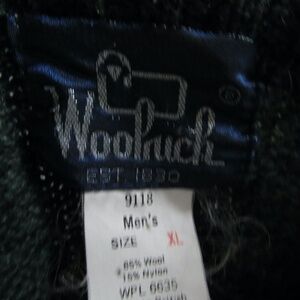 Woolrich
EST. 1830
9118
Men's
SIZE XL
85% Wool
15% Nylon
WPL 6635